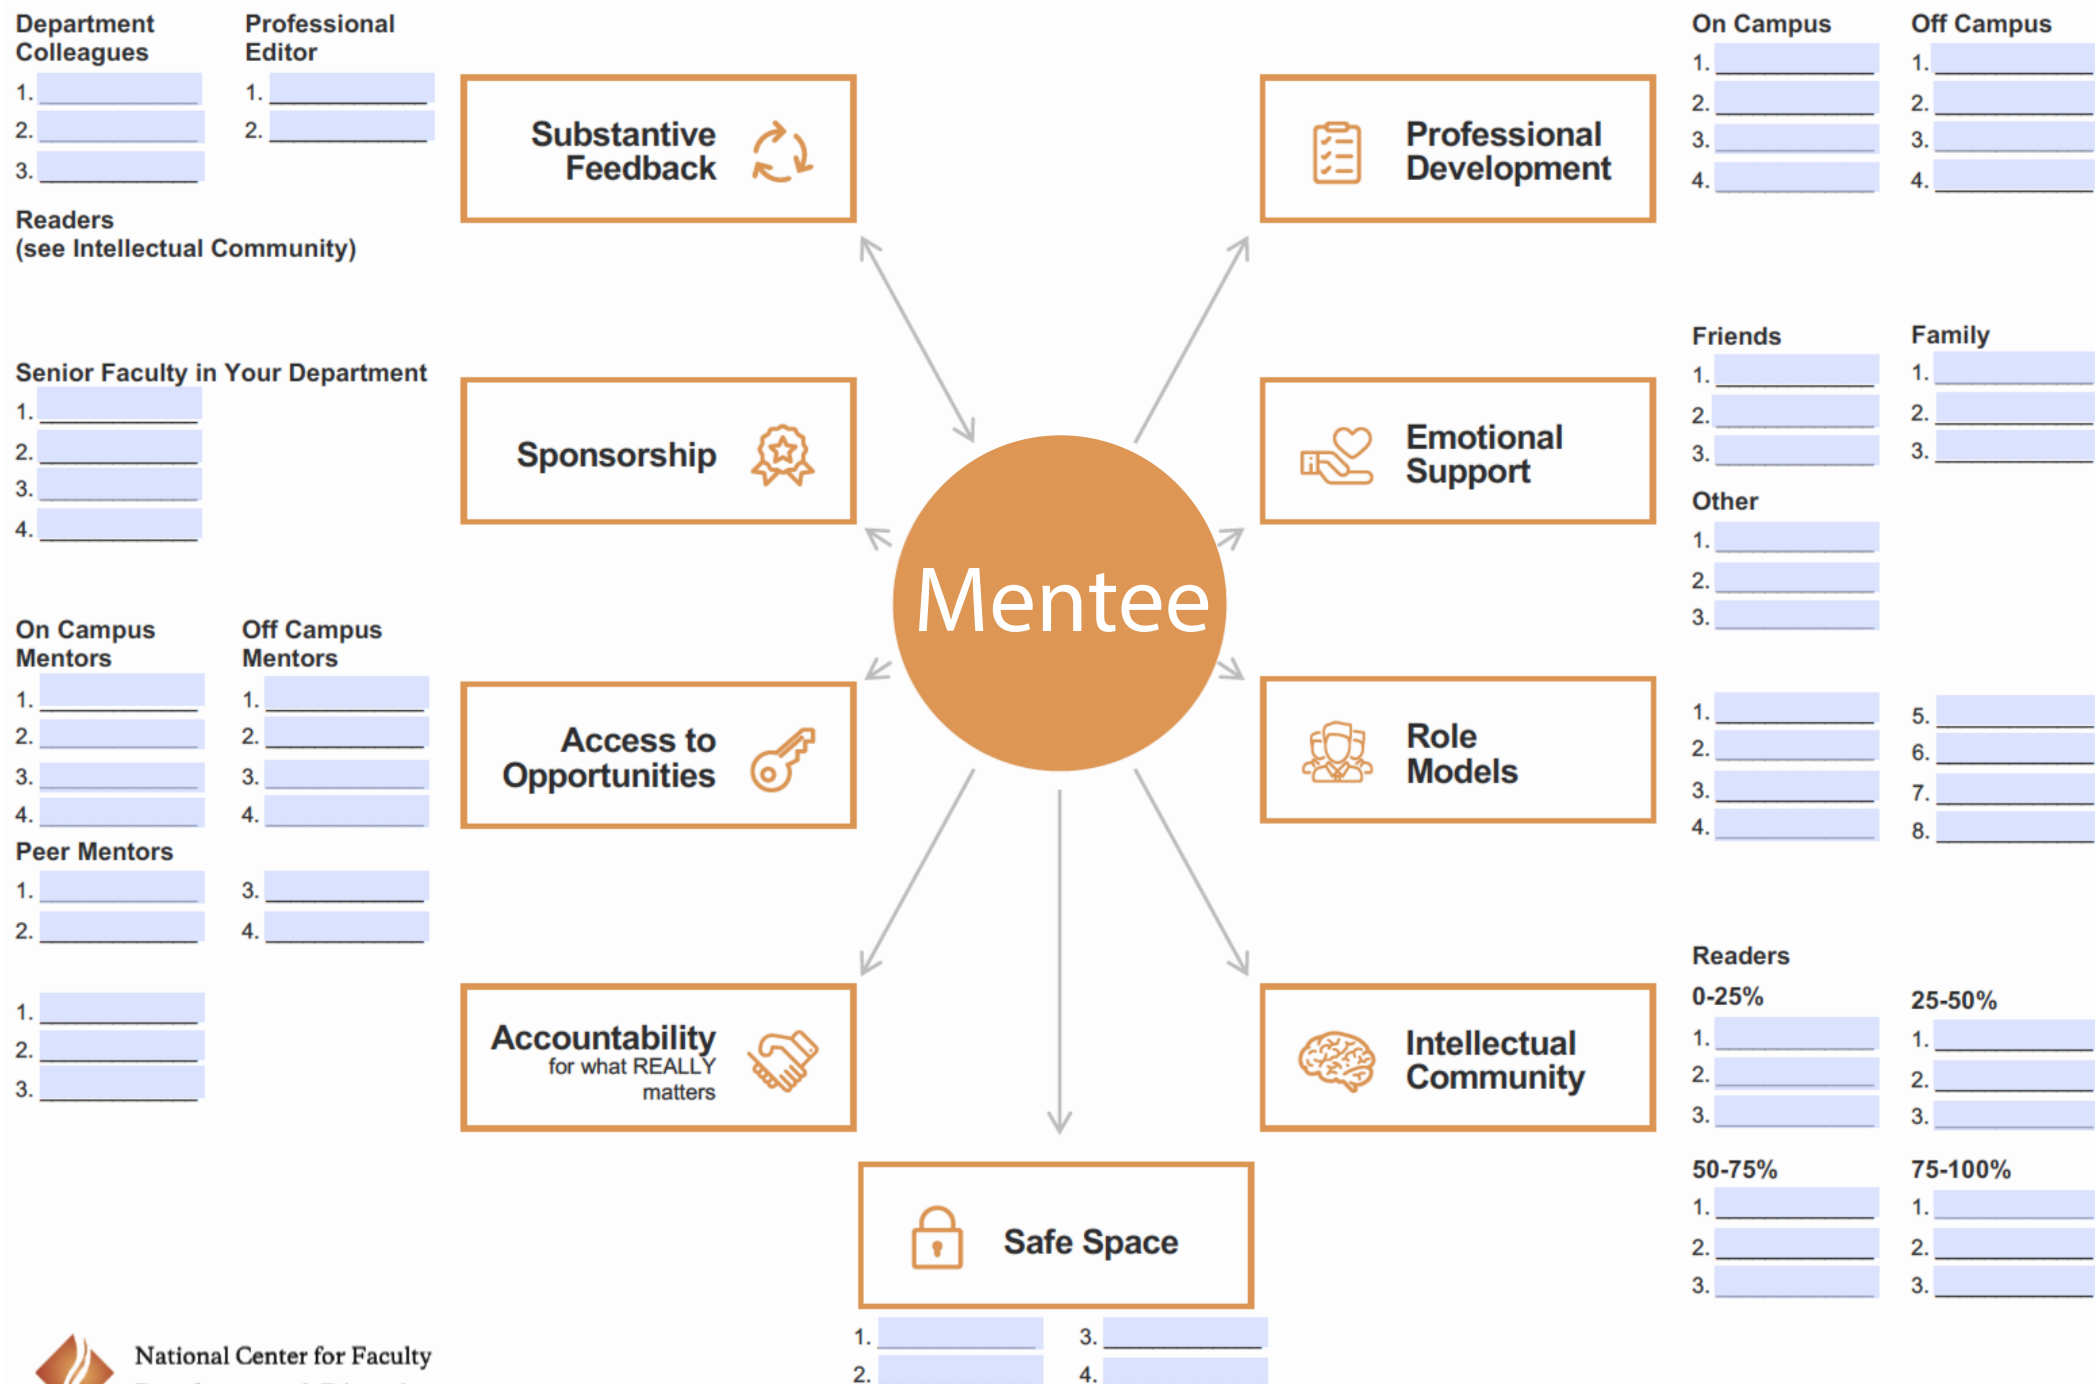 Department
Colleagues
1.
2.
3.
Professional
Editor
1.
2.
Readers
(see Intellectual Community)
Substantive
Feedback
Professional
Development
On Campus
1.
2.
3.
4.
Off Campus
1.
2.
3.
4.
Senior Faculty in Your Department
1.
2.
3.
4.
Sponsorship
Emotional
Support
Friends
1.
2.
3.
Family
1.
2.
3.
Other
1.
2.
3.
Mentee
On Campus
Mentors
1.
2.
3.
4.
Off Campus
Mentors
1.
2.
3.
4.
Peer Mentors
1.
2.
3.
4.
Access to
Opportunities
Role
Models
1.
2.
3.
4.
5.
6.
7.
8.
1.
2.
3.
Accountability
for what REALLY
matters
Intellectual
Community
Readers
0-25%
1.
2.
3.
25-50%
1.
2.
3.
50-75%
1.
2.
3.
75-100%
1.
2.
3.
Safe Space
1.
2.
3.
4.
National Center for Faculty